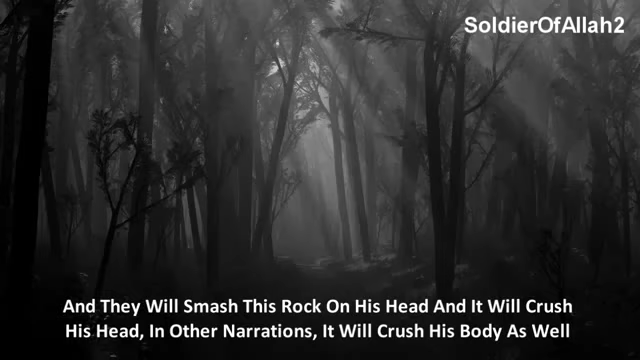 SoldierOfAllah2
And They Will Smash This Rock On His Head And It Will Crush
His Head, In Other Narrations, It Will Crush His Body As Well